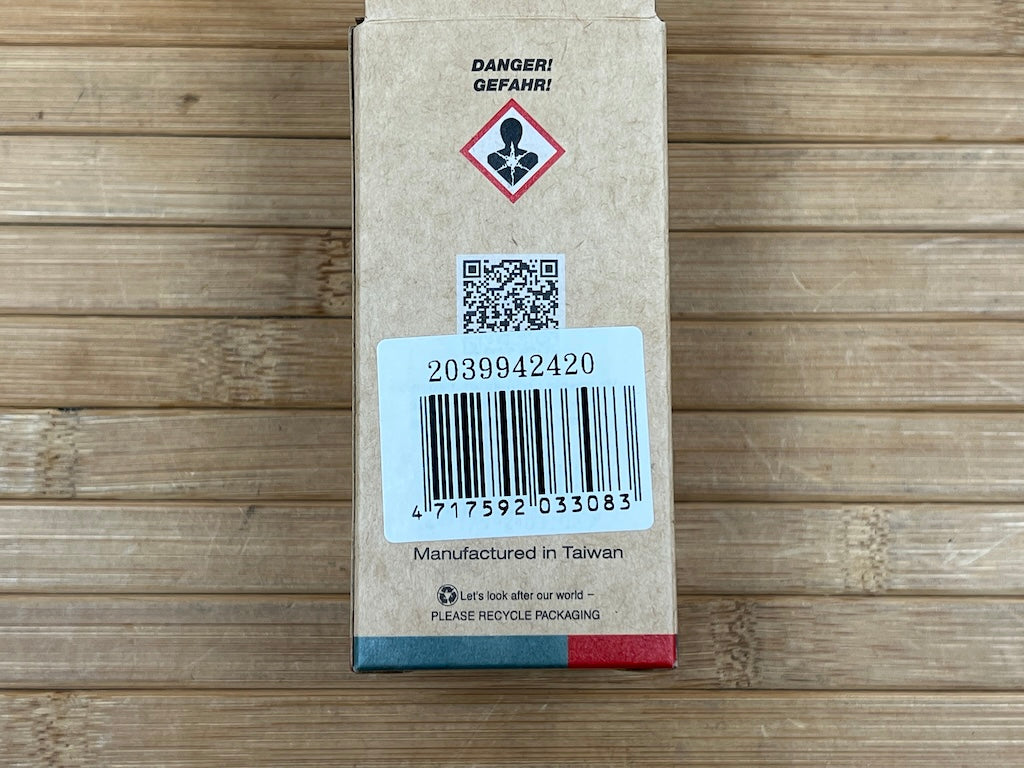 DANGER!
GEFAHR!
2039942420
4 717592 033083
Manufactured in Taiwan
Let's look after our world –
PLEASE RECYCLE PACKAGING